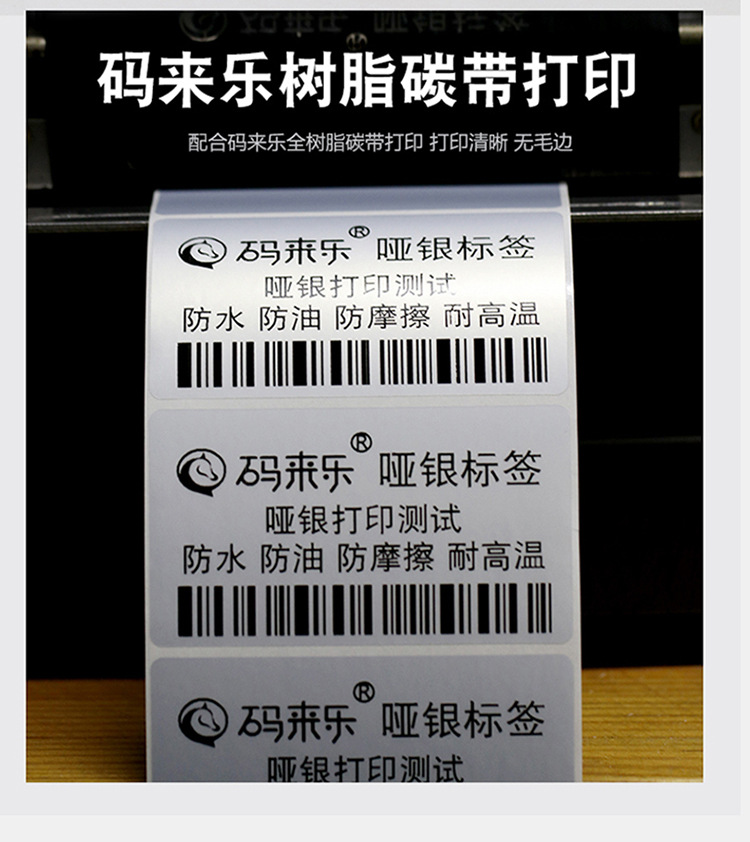 码来乐树脂碳带打印
配合码来乐全树脂碳带打印 打印清晰 无毛边
码来乐® 哑银标签
哑银打印测试
防水 防油 防摩擦 耐高温
码来乐® 哑银标签
哑银打印测试
防水 防油 防摩擦 耐高温
码来乐® 哑银标签
哑银打印测试